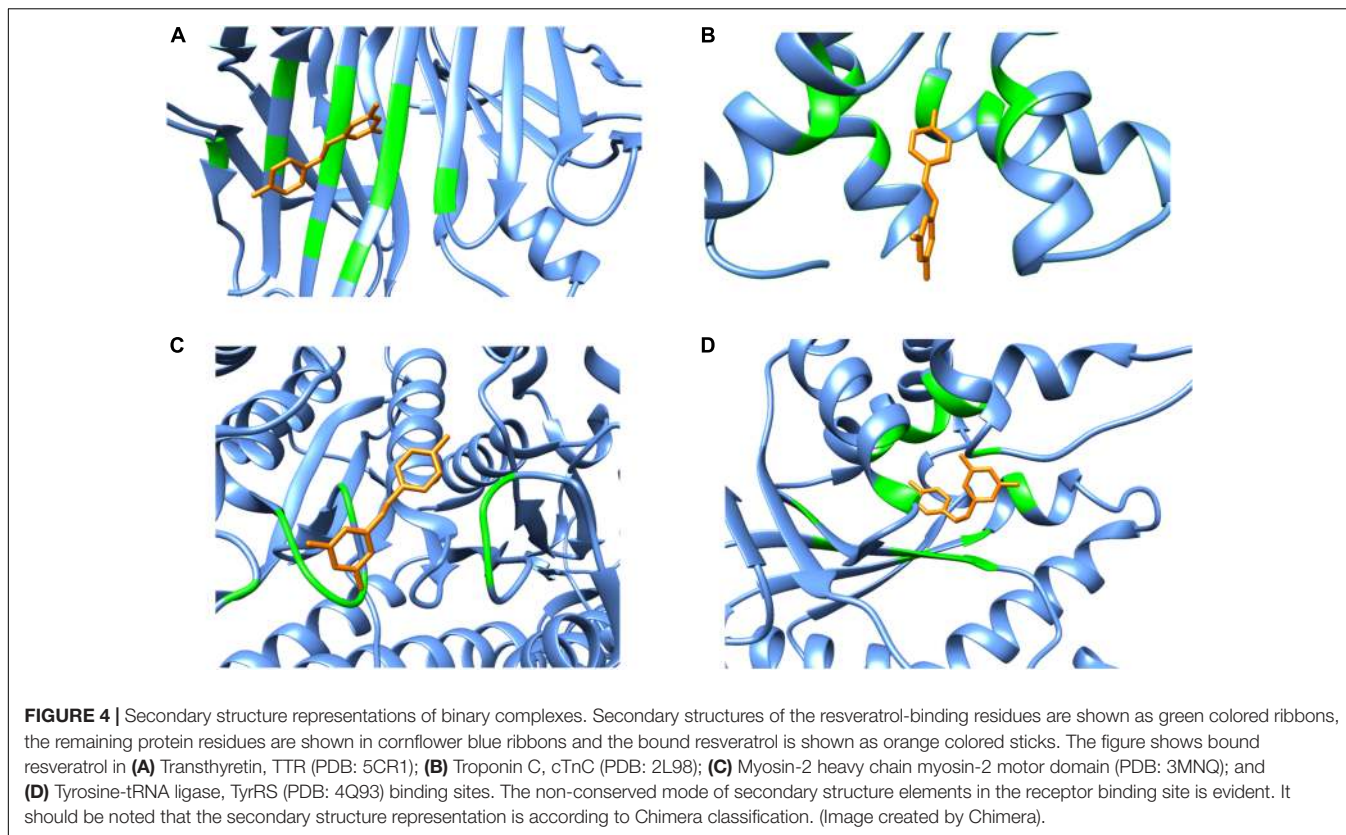 A
B
C
D
FIGURE 4 | Secondary structure representations of binary complexes. Secondary structures of the resveratrol-binding residues are shown as green colored ribbons,
the remaining protein residues are shown in cornflower blue ribbons and the bound resveratrol is shown as orange colored sticks. The figure shows bound
resveratrol in (A) Transthyretin, TTR (PDB: 5CR1); (B) Troponin C, cTnC (PDB: 2L98); (C) Myosin-2 heavy chain myosin-2 motor domain (PDB: 3MNQ); and
(D) Tyrosine-tRNA ligase, TyrRS (PDB: 4Q93) binding sites. The non-conserved mode of secondary structure elements in the receptor binding site is evident. It
should be noted that the secondary structure representation is according to Chimera classification. (Image created by Chimera).